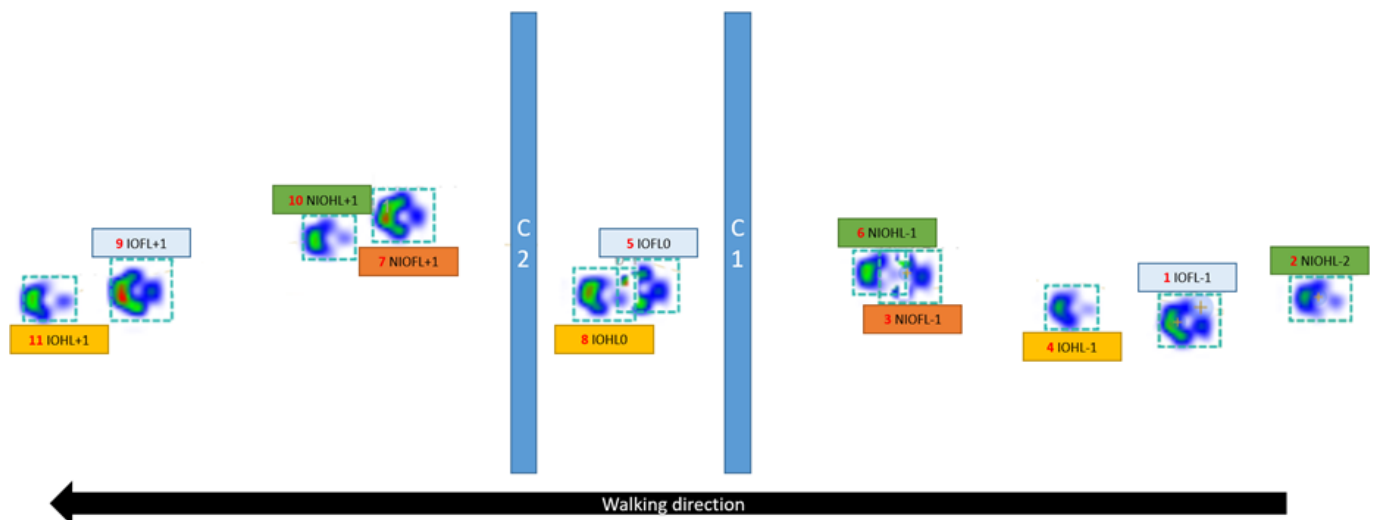 C
2
C
1
10 NIOHL+1
9 IOFL+1
5 IOFL0
6 NIOHL-1
7 NIOFL+1
2 NIOHL-2
1 IOFL-1
3 NIOFL-1
11 IOHL+1
8 IOHL0
4 IOHL-1
Walking direction